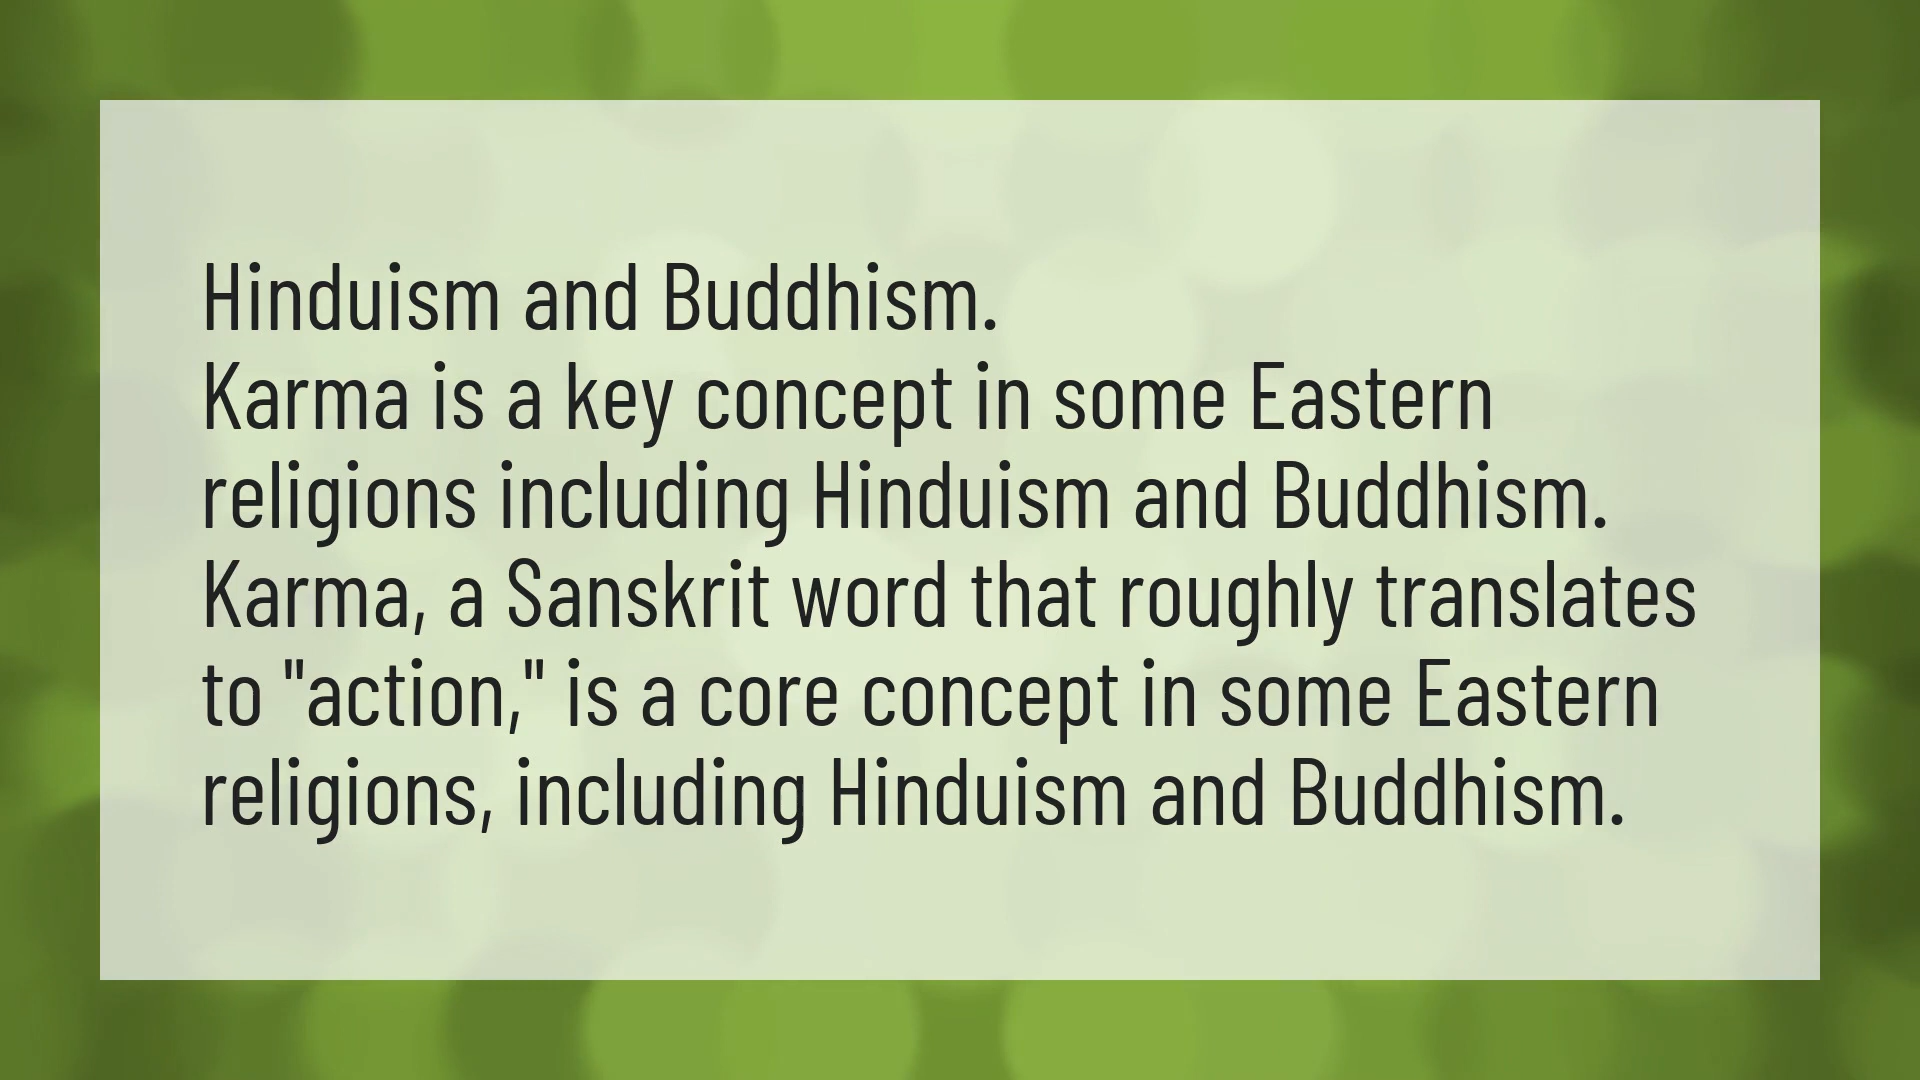 Hinduism and Buddhism.
Karma is a key concept in some Eastern
religions including Hinduism and Buddhism.
Karma, a Sanskrit word that roughly translates
to "action," is a core concept in some Eastern
religions, including Hinduism and Buddhism.